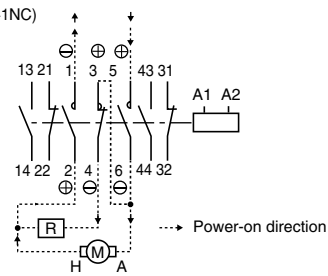 1NC)
⊖ ⊕ ⊕
13 21 1 3 5 43 31
A1 A2
14 22 2 4 6 44 32
⊕ ⊖ ⊖
R
Power-on direction
M
H A